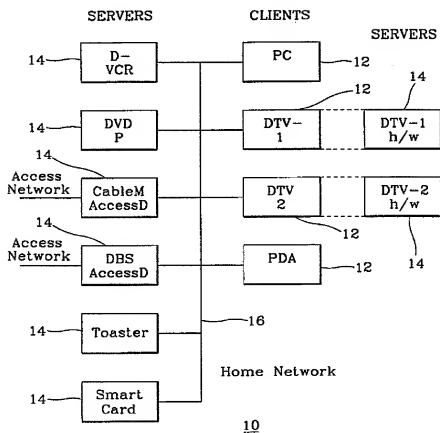 SERVERS
CLIENTS
SERVERS
14
D-
VCR
PC
12
12
14
14
DVD
P
DTV-
1
DTV-1
h/w
14
Access
Network
CableM
AccessD
DTV
2
DTV-2
h/w
14
12
14
Access
Network
DBS
AccessD
PDA
12
14
Toaster
16
Home Network
14
Smart
Card
10